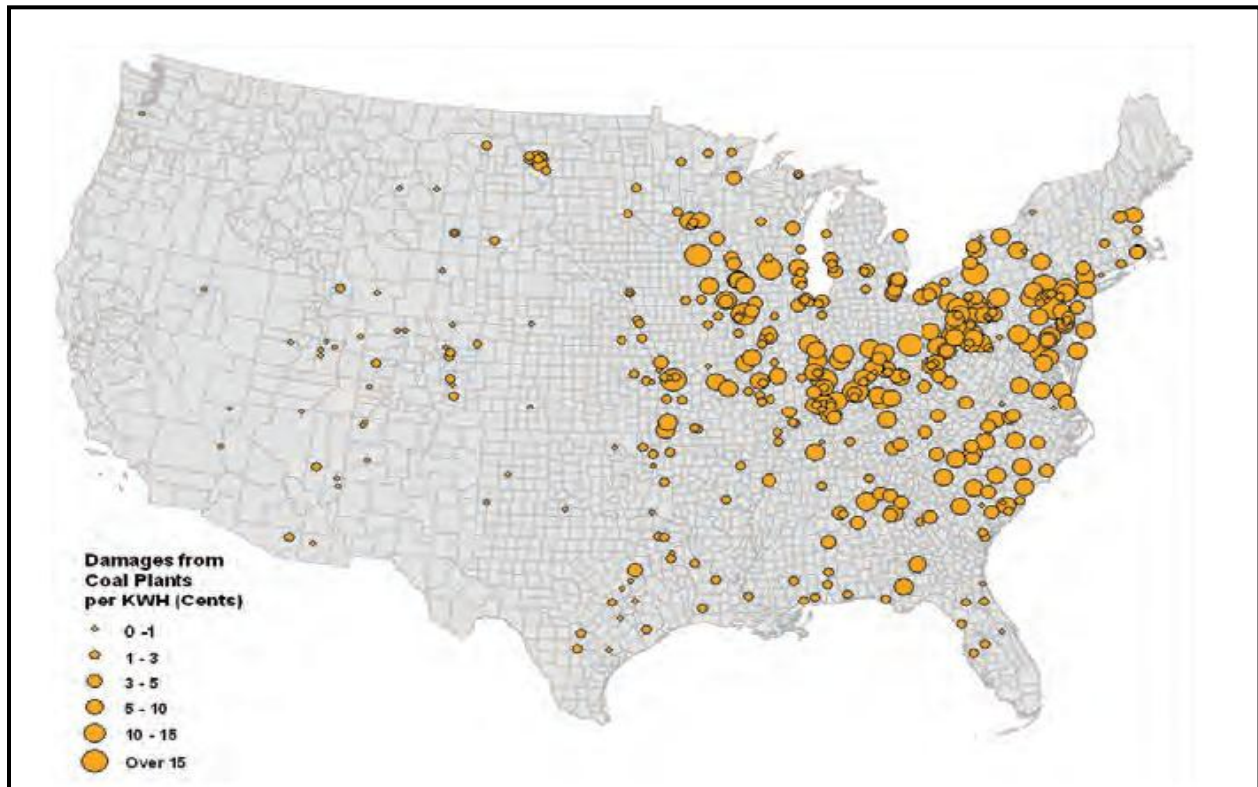 Damages from
Coal Plants
per KWH (Cents)
0 -1
1 - 3
3 - 5
5 - 10
10 - 15
Over 15